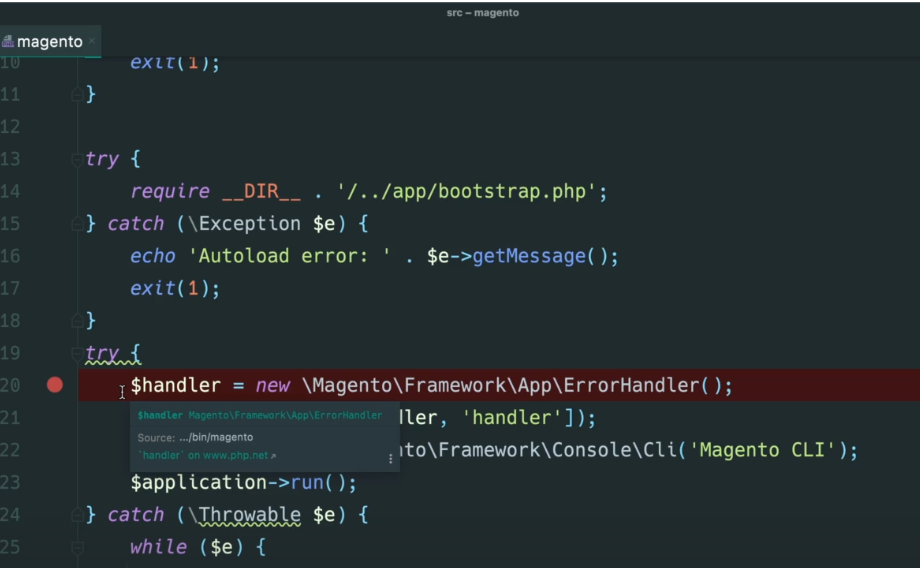 src – magento
magento ×
10 exit(1);
11 }
12
13 try {
14 require __DIR__ . '/../app/bootstrap.php';
15 } catch (\Exception $e) {
16 echo 'Autoload error: ' . $e->getMessage();
17 exit(1);
18 }
19 try {
20 $handler = new \Magento\Framework\App\ErrorHandler();
$handler Magento\Framework\App\ErrorHandler
21 ller, 'handler']);
Source: .../bin/magento
22 nto\Framework\Console\Cli('Magento CLI');
`handler` on www.php.net↗
23 $application->run();
24 } catch (\Throwable $e) {
25 while ($e) {